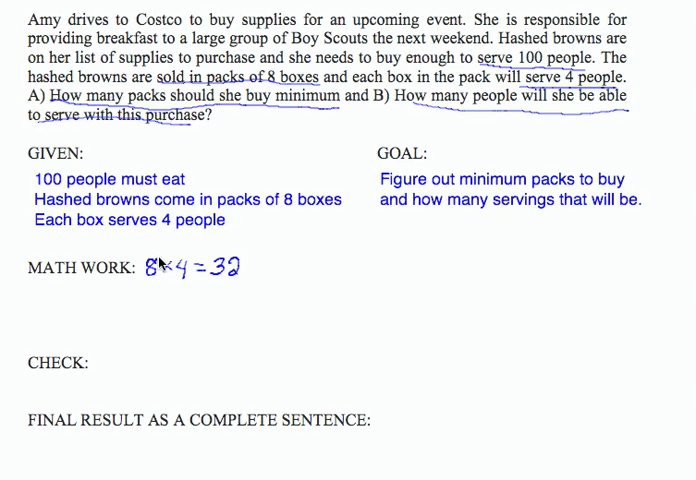 Amy drives to Costco to buy supplies for an upcoming event. She is responsible for
providing breakfast to a large group of Boy Scouts the next weekend. Hashed browns are
on her list of supplies to purchase and she needs to buy enough to serve 100 people. The
hashed browns are sold in packs of 8 boxes and each box in the pack will serve 4 people.
A) How many packs should she buy minimum and B) How many people will she be able
to serve with this purchase?
GIVEN:
100 people must eat
Hashed browns come in packs of 8 boxes
Each box serves 4 people
GOAL:
Figure out minimum packs to buy
and how many servings that will be.
MATH WORK: 8×4=32
CHECK:
FINAL RESULT AS A COMPLETE SENTENCE: